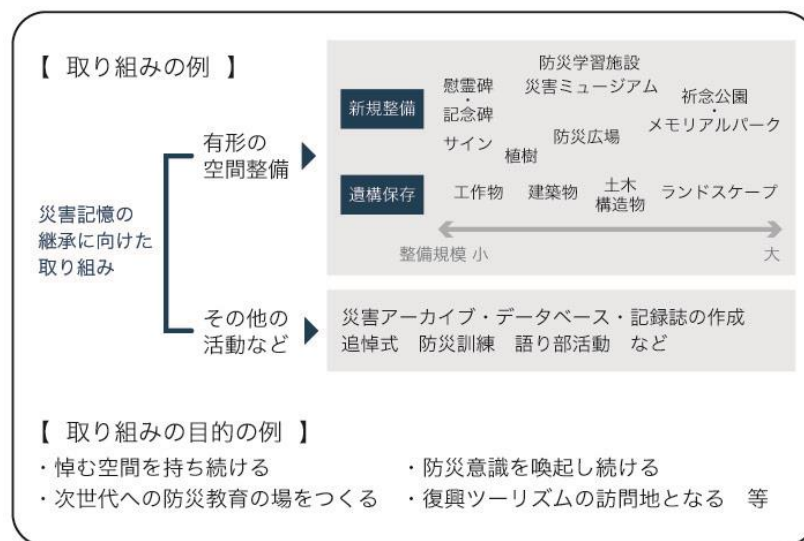 【 取り組みの例 】
災害記憶の
継承に向けた
取り組み
有形の
空間整備
新規整備
慰霊碑
・
記念碑
サイン
植樹
防災学習施設
災害ミュージアム
防災広場
祈念公園
・
メモリアルパーク
遺構保存
工作物
建築物
土木
構造物
ランドスケープ
整備規模 小
大
その他の
活動など
災害アーカイブ・データベース・記録誌の作成
追悼式 防災訓練 語り部活動 など
【 取り組みの目的の例 】
・悼む空間を持ち続ける
・防災意識を喚起し続ける
・次世代への防災教育の場をつくる
・復興ツーリズムの訪問地となる 等